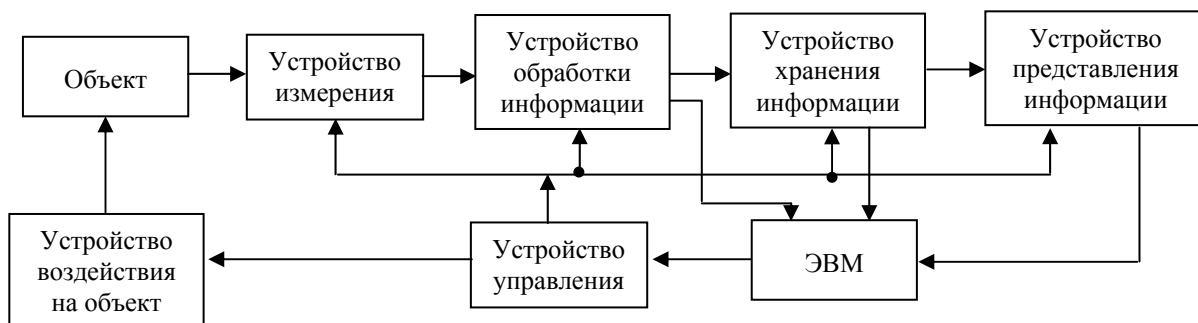 Объект
Устройство
измерения
Устройство
обработки
информации
Устройство
хранения
информации
Устройство
представления
информации
Устройство
воздействия
на объект
Устройство
управления
ЭВМ